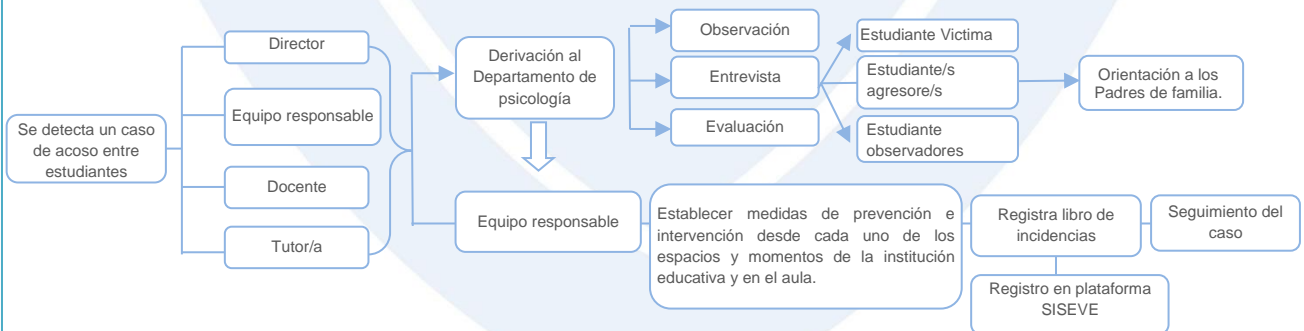 Se detecta un caso
de acoso entre
estudiantes
Director
Equipo responsable
Docente
Tutor/a
Derivación al
Departamento de
psicología
Equipo responsable
Observación
Entrevista
Evaluación
Estudiante Victima
Estudiante/s
agresore/s
Estudiante
observadores
Orientación a los
Padres de familia.
Establecer medidas de prevención e
intervención desde cada uno de los
espacios y momentos de la institución
educativa y en el aula.
Registra libro de
incidencias
Seguimiento del
caso
Registro en plataforma
SISEVE